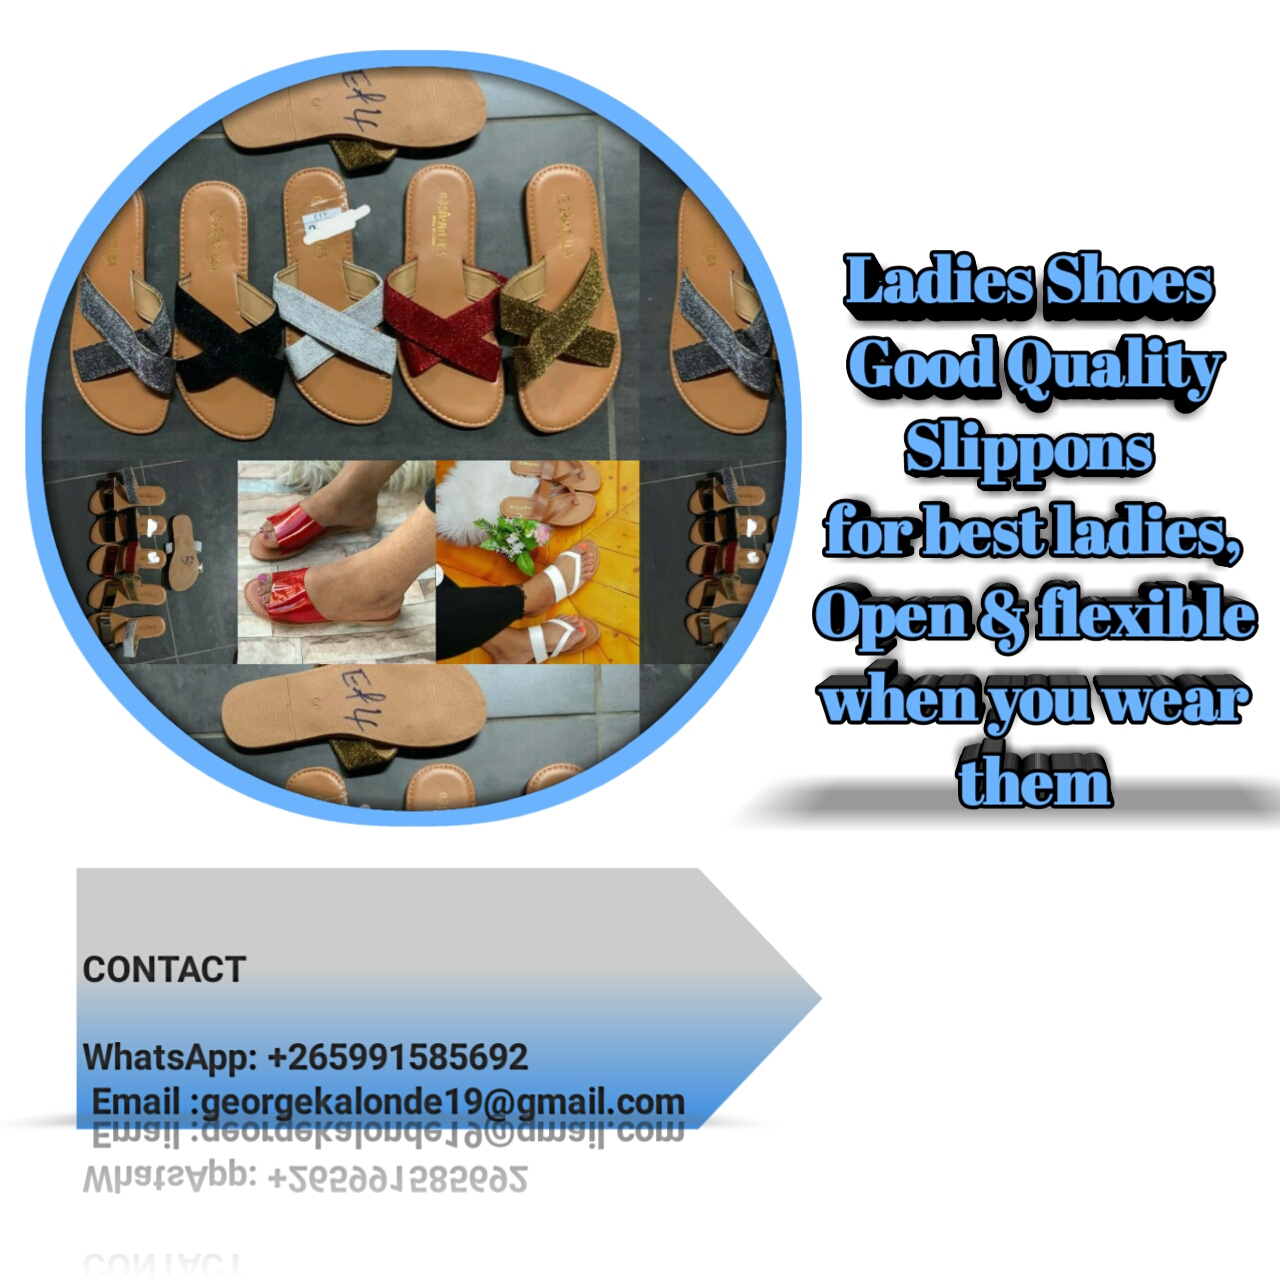 Ladies Shoes
Good Quality
Slippons
for best ladies,
Open & flexible
when you wear
them
CONTACT
WhatsApp: +265991585692
Email :georgekalonde19@gmail.com